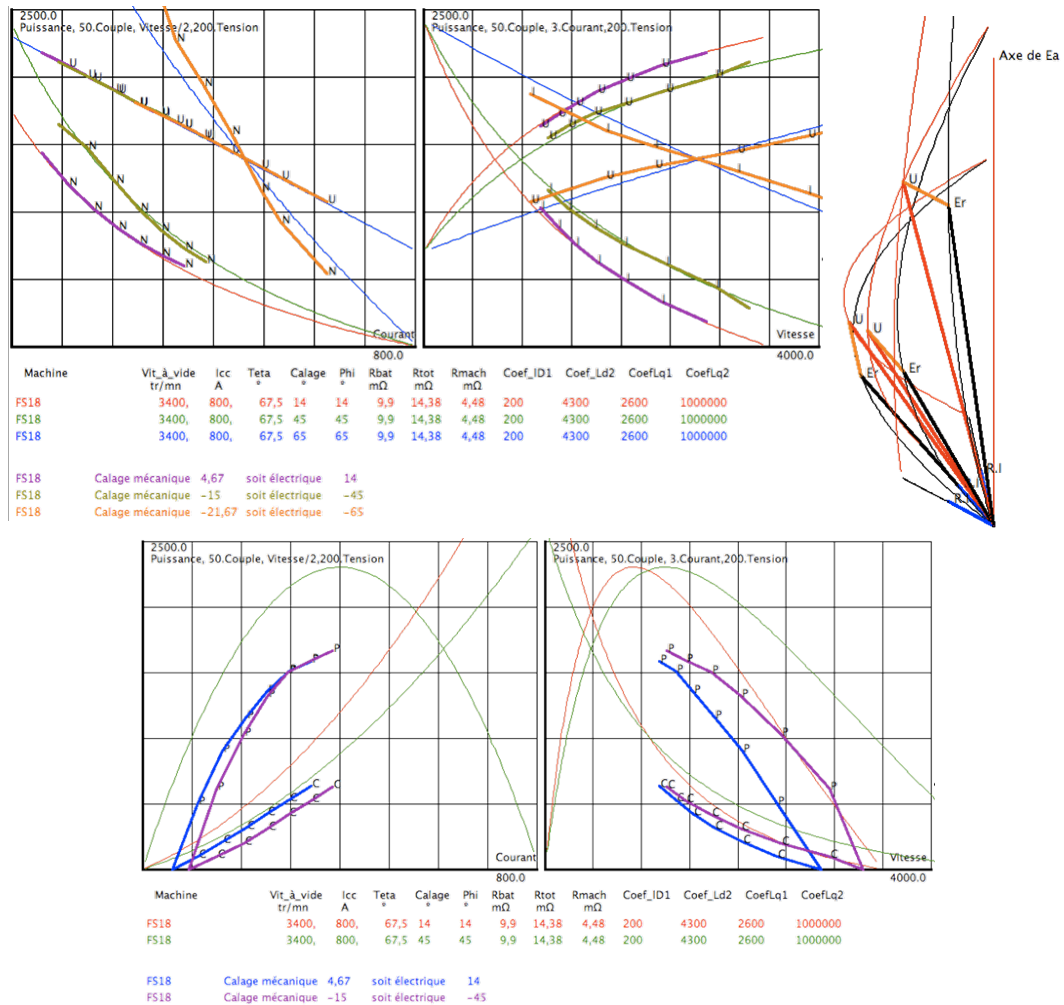 2500.0
Puissance, 50.Couple, Vitesse/2,200.Tension
U U U U U U U U U U U
N N N N N N
N N N N N N
N N N N N N
Courant
800.0
2500.0
Puissance, 50.Couple, 3.Courant,200.Tension
U U U U U U
U U U U U U
U U U U U U
I I I I I I
Vitesse
4000.0
Axe de Ea
U
Er
U
U
Er
Er
R.I
R.I
Machine Vit_à_vide Icc Teta Calage Phi Rbat Rtot Rmach Coef_ID1 Coef_Ld2 CoefLq1 CoefLq2
tr/mn A ° ° ° mΩ mΩ mΩ
FS18 3400, 800, 67,5 14 14 9,9 14,38 4,48 200 4300 2600 1000000
FS18 3400, 800, 67,5 45 45 9,9 14,38 4,48 200 4300 2600 1000000
FS18 3400, 800, 67,5 65 65 9,9 14,38 4,48 200 4300 2600 1000000
FS18 Calage mécanique 4,67 soit électrique 14
FS18 Calage mécanique -15 soit électrique -45
FS18 Calage mécanique -21,67 soit électrique -65
2500.0
Puissance, 50.Couple, Vitesse/2,200.Tension
P P P P P P
C C C C C C
Courant
800.0
2500.0
Puissance, 50.Couple, 3.Courant,200.Tension
P P P P P P
C C C C C C
Vitesse
4000.0
Machine Vit_à_vide Icc Teta Calage Phi Rbat Rtot Rmach Coef_ID1 Coef_Ld2 CoefLq1 CoefLq2
tr/mn A ° ° ° mΩ mΩ mΩ
FS18 3400, 800, 67,5 14 14 9,9 14,38 4,48 200 4300 2600 1000000
FS18 3400, 800, 67,5 45 45 9,9 14,38 4,48 200 4300 2600 1000000
FS18 Calage mécanique 4,67 soit électrique 14
FS18 Calage mécanique -15 soit électrique -45